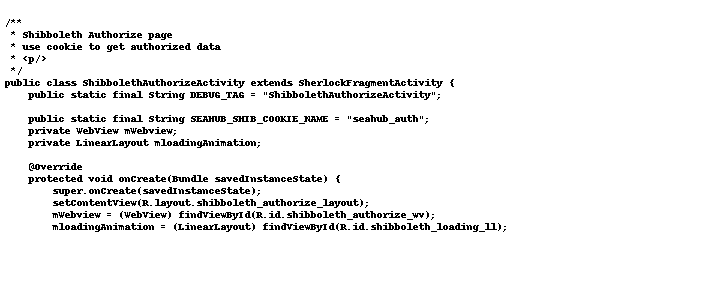 /**
 * Shibboleth Authorize page
 * use cookie to get authorized data
 * <p/>
 */
public class ShibbolethAuthorizeActivity extends SherlockFragmentActivity {
    public static final String DEBUG_TAG = "ShibbolethAuthorizeActivity";

    public static final String SEAHUB_SHIB_COOKIE_NAME = "seahub_auth";
    private WebView mWebview;
    private LinearLayout mloadingAnimation;

    @Override
    protected void onCreate(Bundle savedInstanceState) {
        super.onCreate(savedInstanceState);
        setContentView(R.layout.shibboleth_authorize_layout);
        mWebview = (WebView) findViewById(R.id.shibboleth_authorize_wv);
        mloadingAnimation = (LinearLayout) findViewById(R.id.shibboleth_loading_ll);